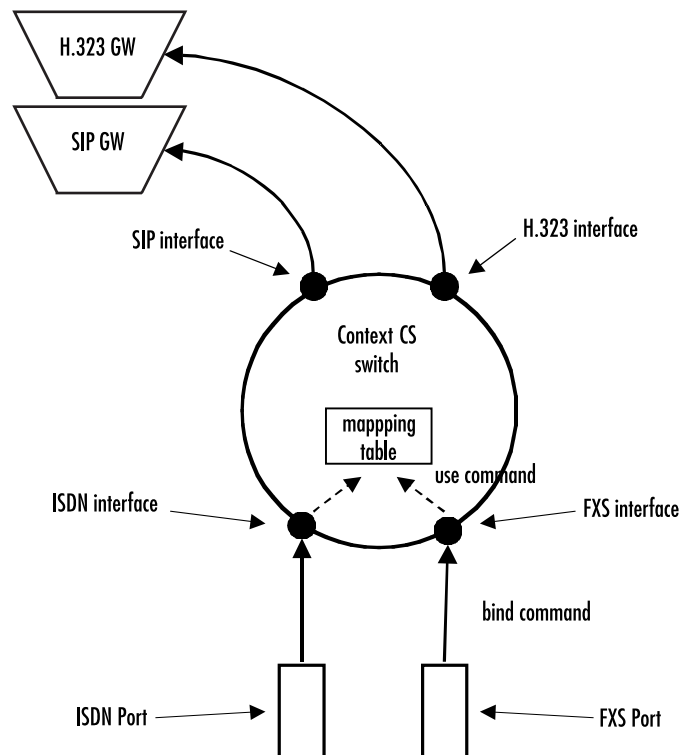 H.323 GW
SIP GW
SIP interface
H.323 interface
Context CS
switch
mappping
table
use command
ISDN interface
FXS interface
bind command
ISDN Port
FXS Port